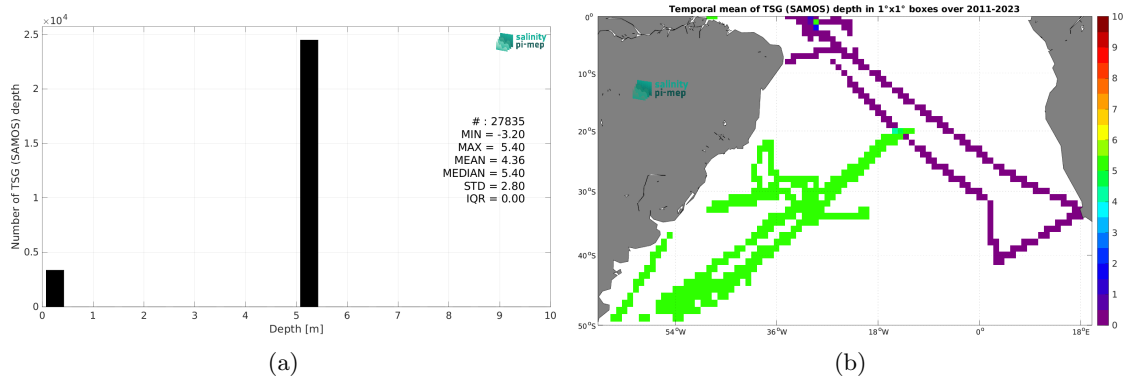 ×10⁴
2.5
2
1.5
1
0.5
0
Number of TSG (SAMOS) depth
0 1 2 3 4 5 6 7 8 9 10
Depth [m]
salinity
pi-mep
# : 27835
MIN = -3.20
MAX = 5.40
MEAN = 4.36
MEDIAN = 5.40
STD = 2.80
IQR = 0.00
(a)
Temporal mean of TSG (SAMOS) depth in 1°x1° boxes over 2011-2023
0°
10°S
20°S
30°S
40°S
50°S
54°W 36°W 18°W 0° 18°E
salinity
pi-mep
10
9
8
7
6
5
4
3
2
1
0
(b)